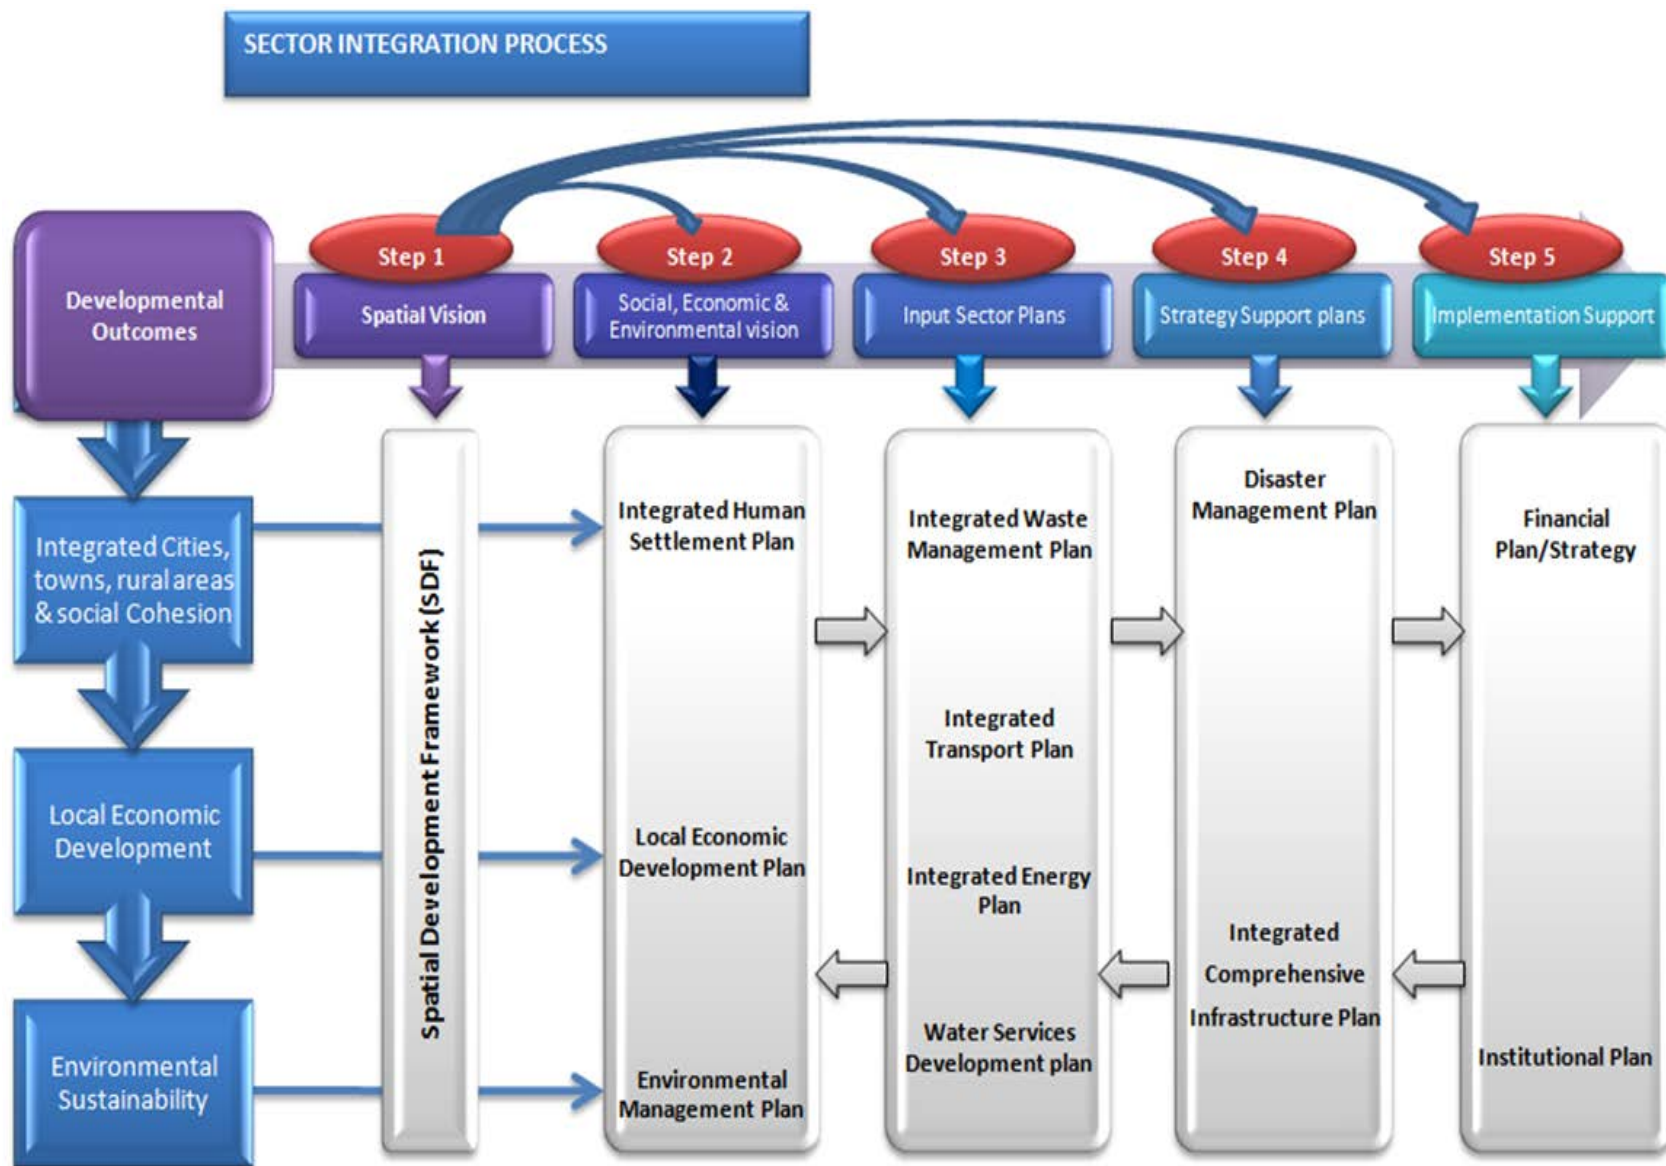 SECTOR INTEGRATION PROCESS
Developmental
Outcomes
Step 1
Spatial Vision
Step 2
Social, Economic &
Environmental vision
Step 3
Input Sector Plans
Step 4
Strategy Support plans
Step 5
Implementation Support
Integrated Cities,
towns, rural areas
& social Cohesion
Local Economic
Development
Environmental
Sustainability
Spatial Development Framework (SDF)
Integrated Human
Settlement Plan
Local Economic
Development Plan
Environmental
Management Plan
Integrated Waste
Management Plan
Integrated
Transport Plan
Integrated Energy
Plan
Water Services
Development plan
Disaster
Management Plan
Integrated
Comprehensive
Infrastructure Plan
Financial
Plan/Strategy
Institutional Plan